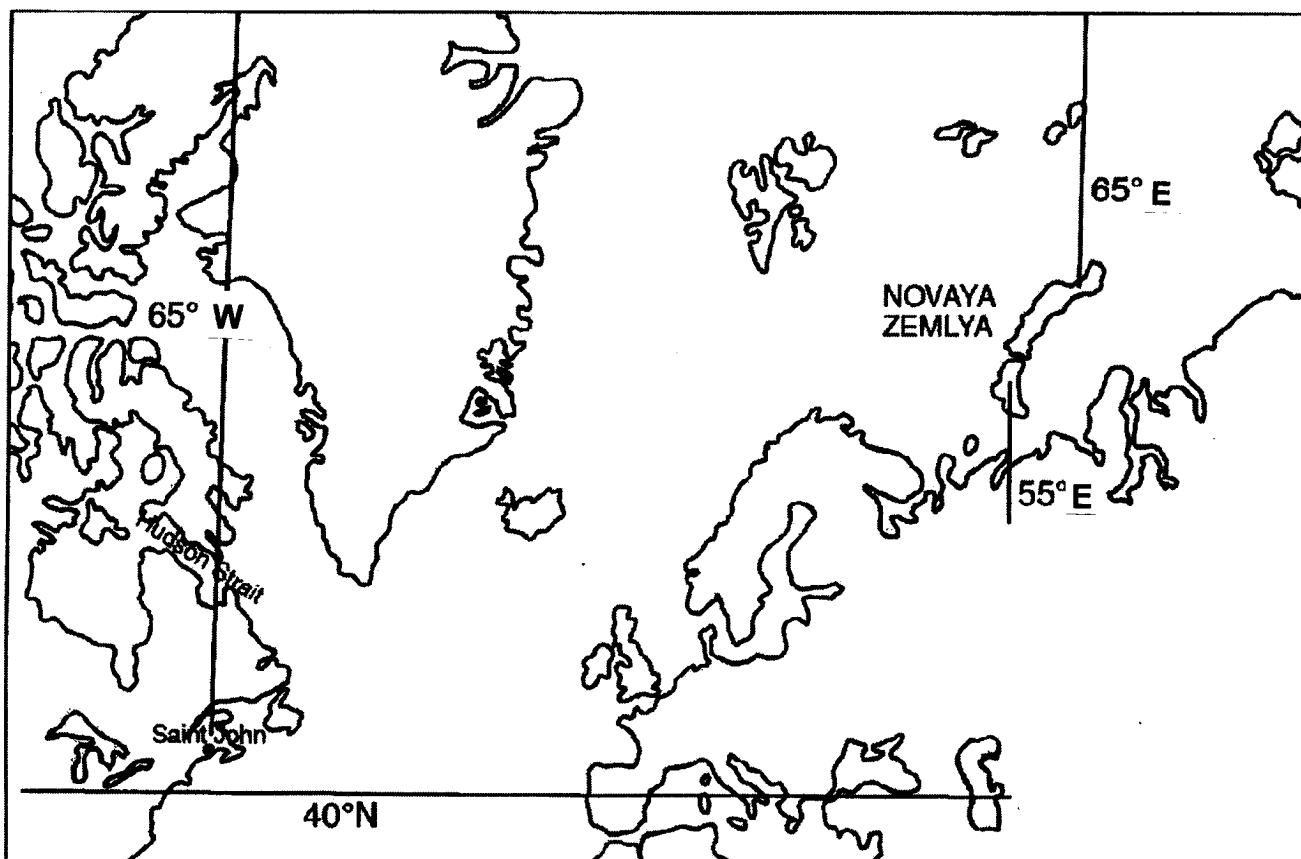 65° E
NOVAYA
ZEMLYA
65° W
55° E
Hudson Strait
Saint John
40°N